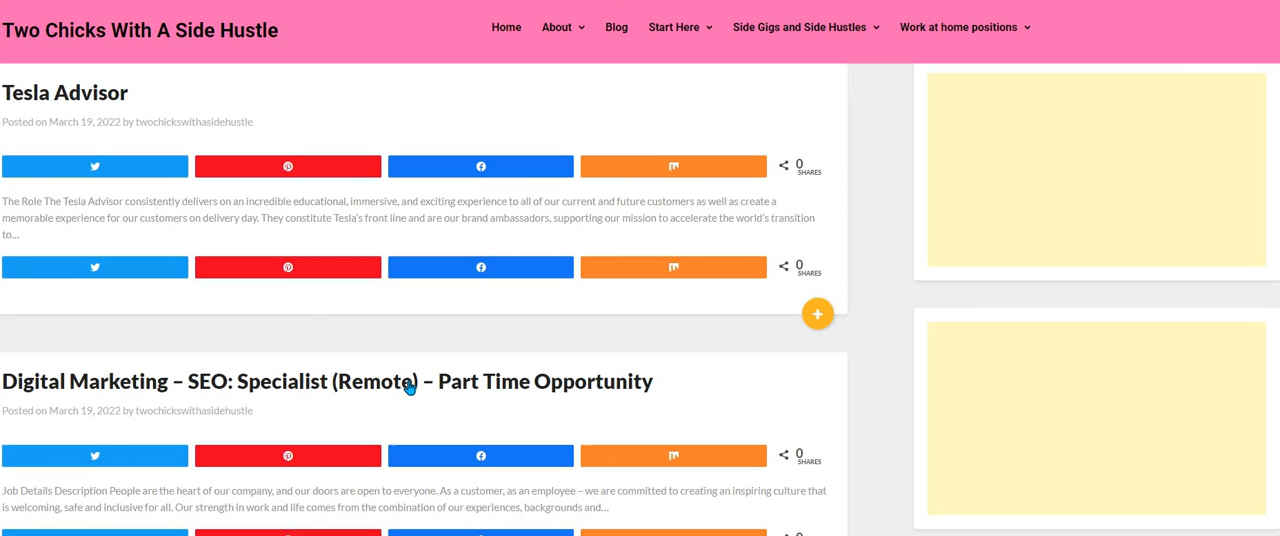 Two Chicks With A Side Hustle
Home About Blog Start Here Side Gigs and Side Hustles Work at home positions
Tesla Advisor
Posted on March 19, 2022 by twochickswithasidehustle
0
SHARES
The Role The Tesla Advisor consistently delivers on an incredible educational, immersive, and exciting experience to all of our current and future customers as well as create a
memorable experience for our customers on delivery day. They constitute Tesla's front line and are our brand ambassadors, supporting our mission to accelerate the world's transition
to...
0
SHARES
Digital Marketing – SEO: Specialist (Remote) – Part Time Opportunity
Posted on March 19, 2022 by twochickswithasidehustle
0
SHARES
Job Details Description People are the heart of our company, and our doors are open to everyone. As a customer, as an employee – we are committed to creating an inspiring culture that
is welcoming, safe and inclusive for all. Our strength in work and life comes from the combination of our experiences, backgrounds and...